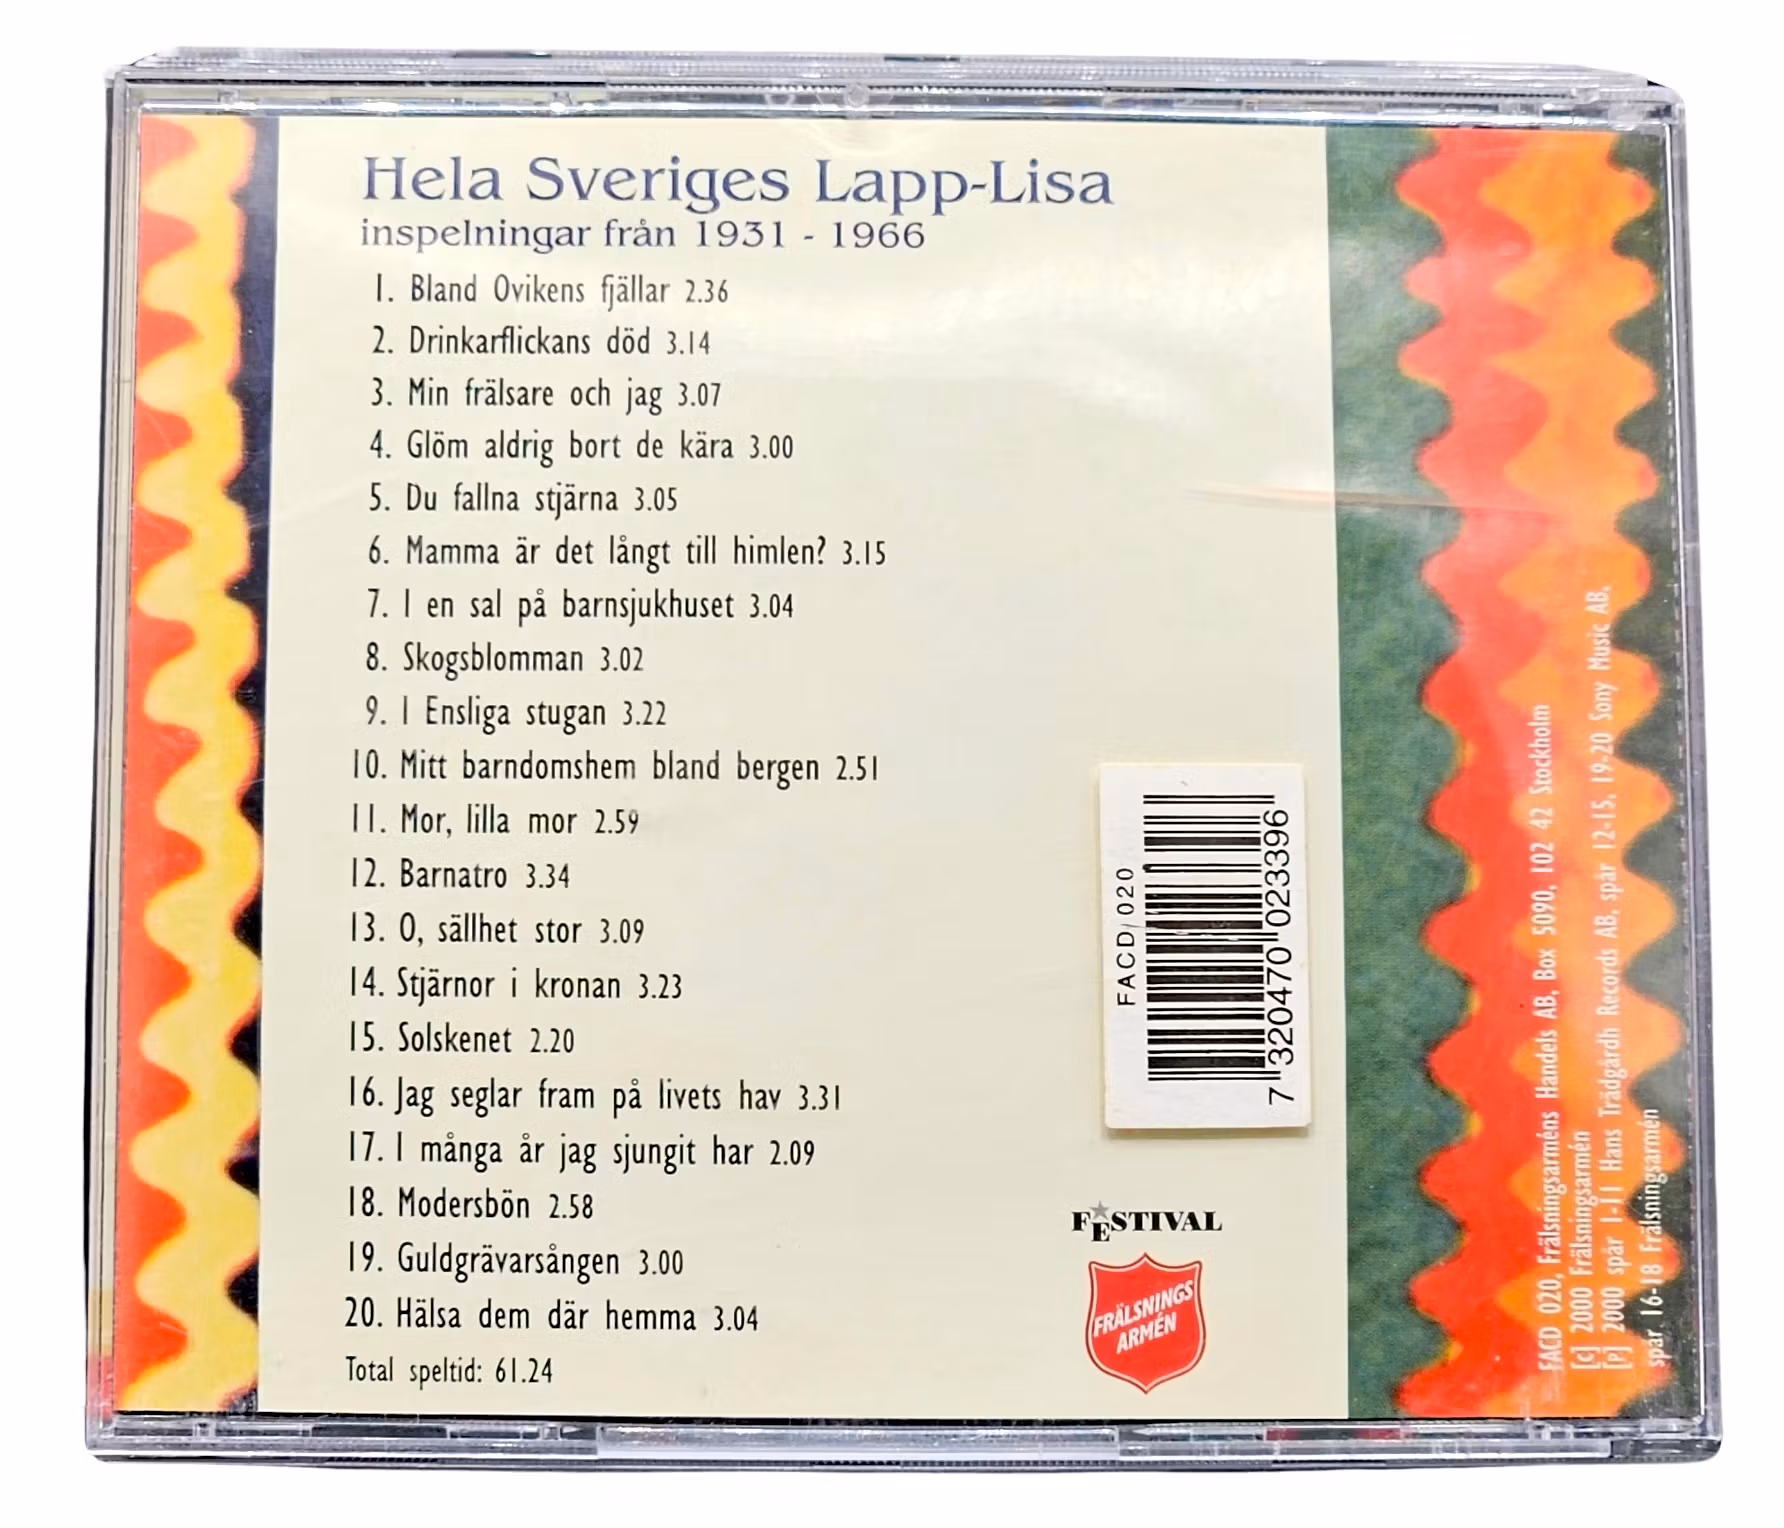 Hela Sveriges Lapp-Lisa
inspelningar från 1931 - 1966
1. Bland Ovikens fjällar 2.36
2. Drinkarflickans död 3.14
3. Min frälsare och jag 3.07
4. Glöm aldrig bort de kära 3.00
5. Du fallna stjärna 3.05
6. Mamma är det långt till himlen? 3.15
7. I en sal på barnsjukhuset 3.04
8. Skogsblomman 3.02
9. I Ensliga stugan 3.22
10. Mitt barndomshem bland bergen 2.51
11. Mor, lilla mor 2.59
12. Barnatro 3.34
13. O, sällhet stor 3.09
14. Stjärnor i kronan 3.23
15. Solskenet 2.20
16. Jag seglar fram på livets hav 3.31
17. I många år jag sjungit har 2.09
18. Modersbön 2.58
19. Guldgrävarsången 3.00
20. Hälsa dem där hemma 3.04
Total speltid: 61.24
FACD 020
7 320470 023396
FESTIVAL
FRÄLSNINGS
ARMÉN
FACD 020, Frälsningsarméns Handels AB, Box 5090, 102 42 Stockholm
[C] 2000 Frälsningsarmén
[P] 2000 spår 1-11 Hans Trädgårdh Records AB, spår 12-15, 19-20 Sony Music AB,
spår 16-18 Frälsningsarmén